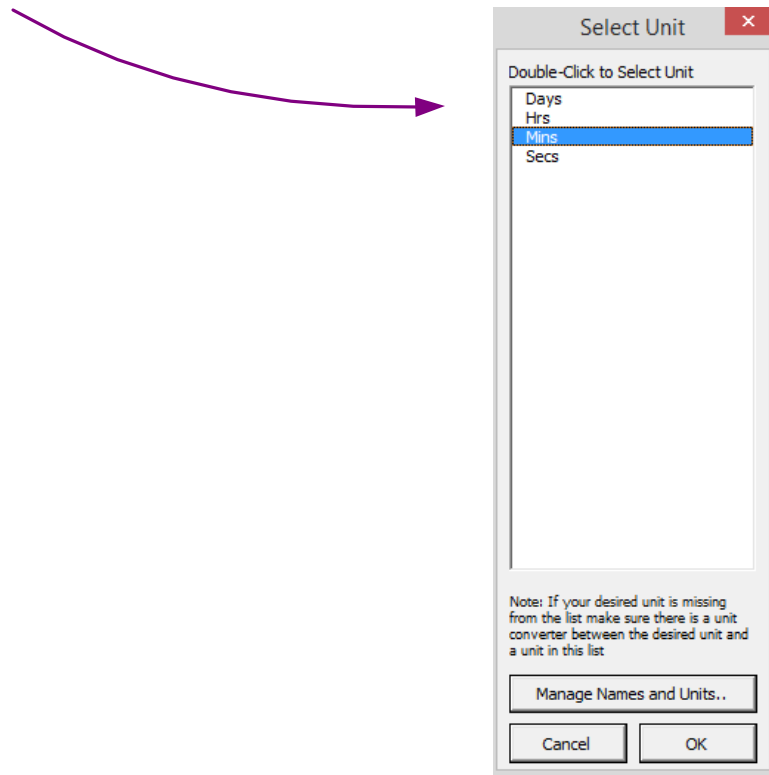 Select Unit
Double-Click to Select Unit
Days
Hrs
Mins
Secs
Note: If your desired unit is missing
from the list make sure there is a unit
converter between the desired unit and
a unit in this list
Manage Names and Units..
Cancel
OK